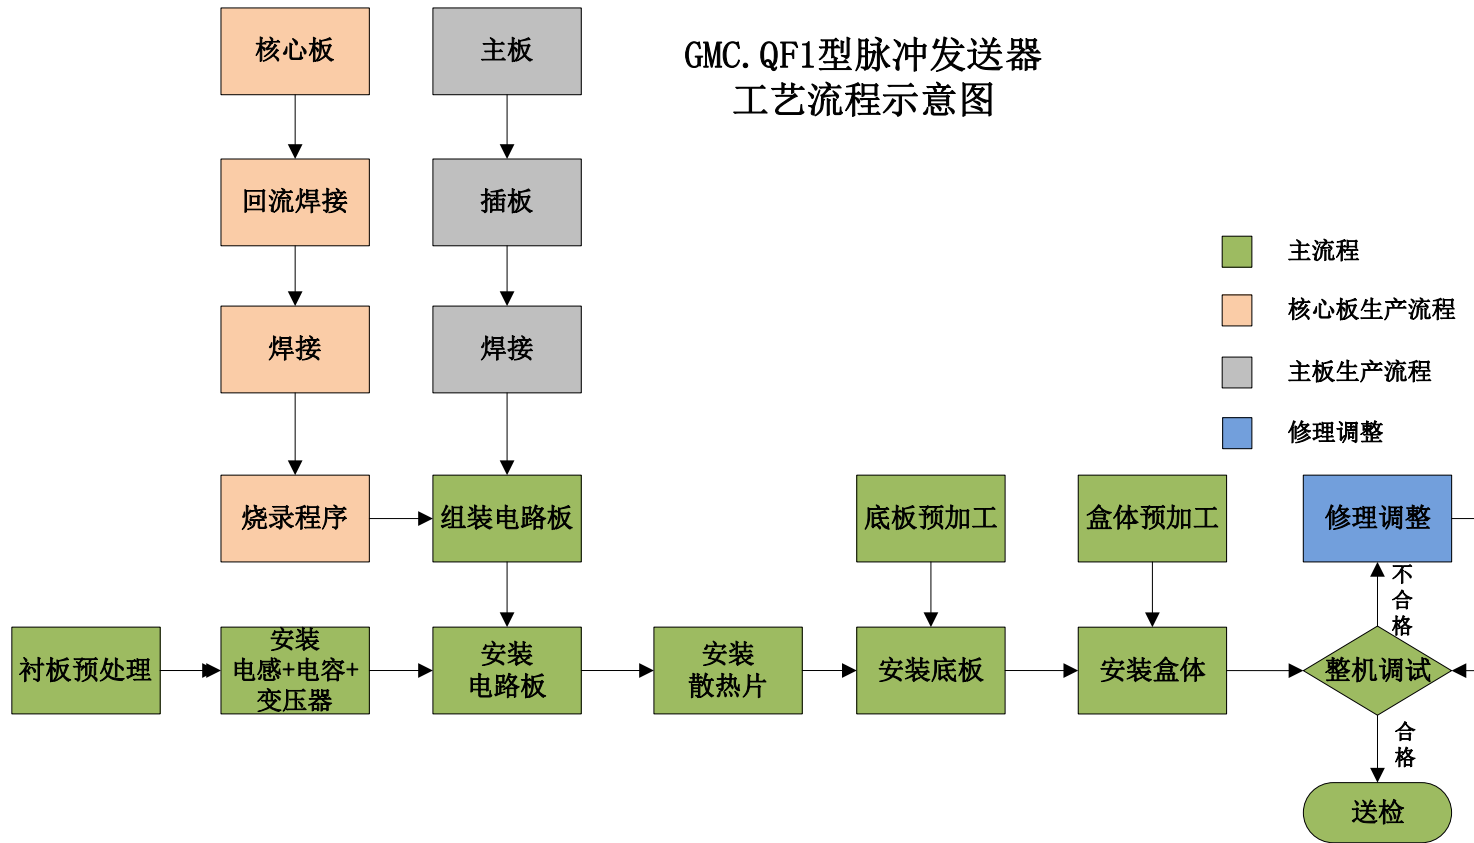 GMC.QF1型脉冲发送器
工艺流程示意图
核心板
主板
回流焊接
插板
主流程
核心板生产流程
焊接
焊接
主板生产流程
修理调整
烧录程序
组装电路板
底板预加工
盒体预加工
修理调整
不
合
格
衬板预处理
安装
电感+电容+
变压器
安装
电路板
安装
散热片
安装底板
安装盒体
整机调试
合
格
送检